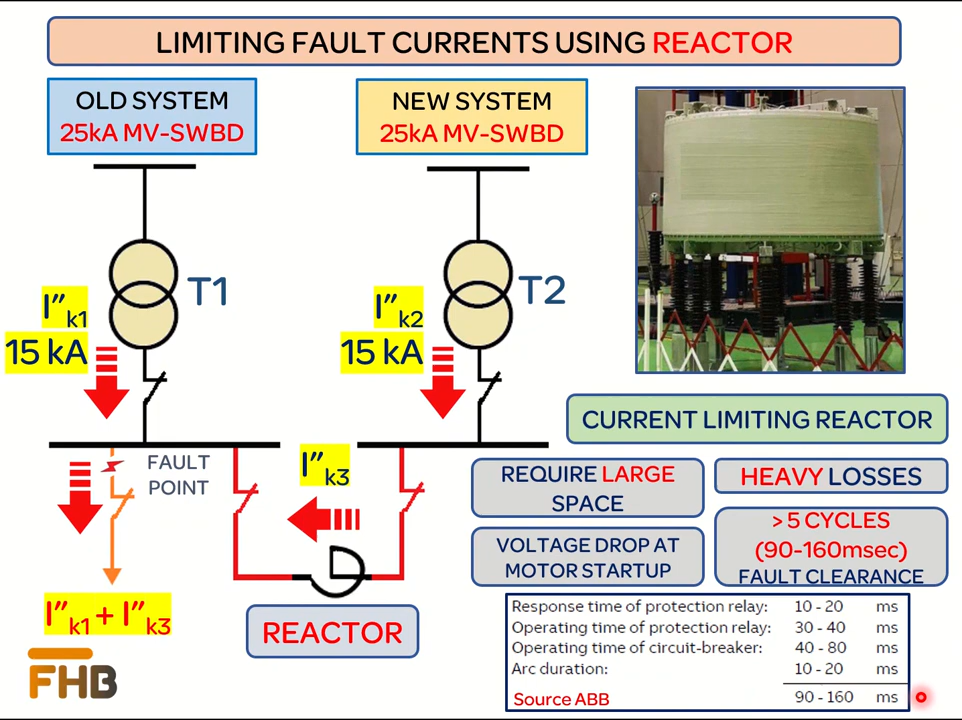 LIMITING FAULT CURRENTS USING REACTOR
OLD SYSTEM
25kA MV-SWBD
NEW SYSTEM
25kA MV-SWBD
T1
T2
I"k1
15 kA
I"k2
15 kA
FAULT
POINT
I"k3
I"k1 + I"k3
REACTOR
CURRENT LIMITING REACTOR
REQUIRE LARGE
SPACE
HEAVY LOSSES
VOLTAGE DROP AT
MOTOR STARTUP
> 5 CYCLES
(90-160msec)
FAULT CLEARANCE
Response time of protection relay: 10 - 20 ms
Operating time of protection relay: 30 - 40 ms
Operating time of circuit-breaker: 40 - 80 ms
Arc duration: 10 - 20 ms
Source ABB 90 - 160 ms
FHB